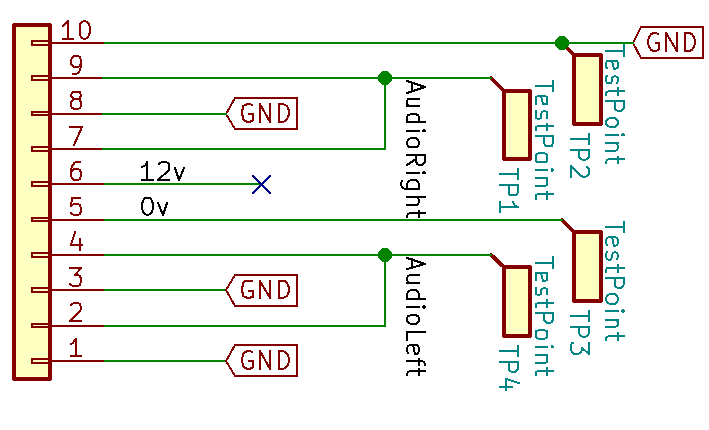 10
GND
9
8
GND
7
6
12v
5
0v
4
3
GND
2
1
GND
AudioRight
AudioLeft
TestPoint
TP1
TestPoint
TP2
TestPoint
TP3
TestPoint
TP4